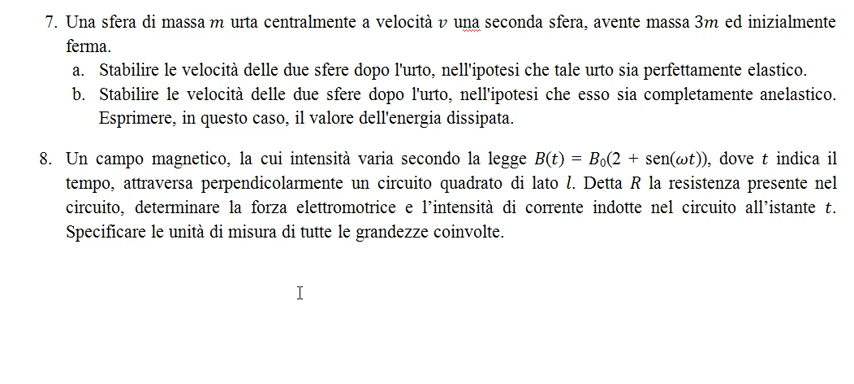 7. Una sfera di massa m urta centralmente a velocità v una seconda sfera, avente massa 3m ed inizialmente
ferma.
a. Stabilire le velocità delle due sfere dopo l'urto, nell'ipotesi che tale urto sia perfettamente elastico.
b. Stabilire le velocità delle due sfere dopo l'urto, nell'ipotesi che esso sia completamente anelastico.
Esprimere, in questo caso, il valore dell'energia dissipata.
8. Un campo magnetico, la cui intensità varia secondo la legge B(t) = B₀(2 + sen(ωt)), dove t indica il
tempo, attraversa perpendicolarmente un circuito quadrato di lato l. Detta R la resistenza presente nel
circuito, determinare la forza elettromotrice e l’intensità di corrente indotte nel circuito all’istante t.
Specificare le unità di misura di tutte le grandezze coinvolte.